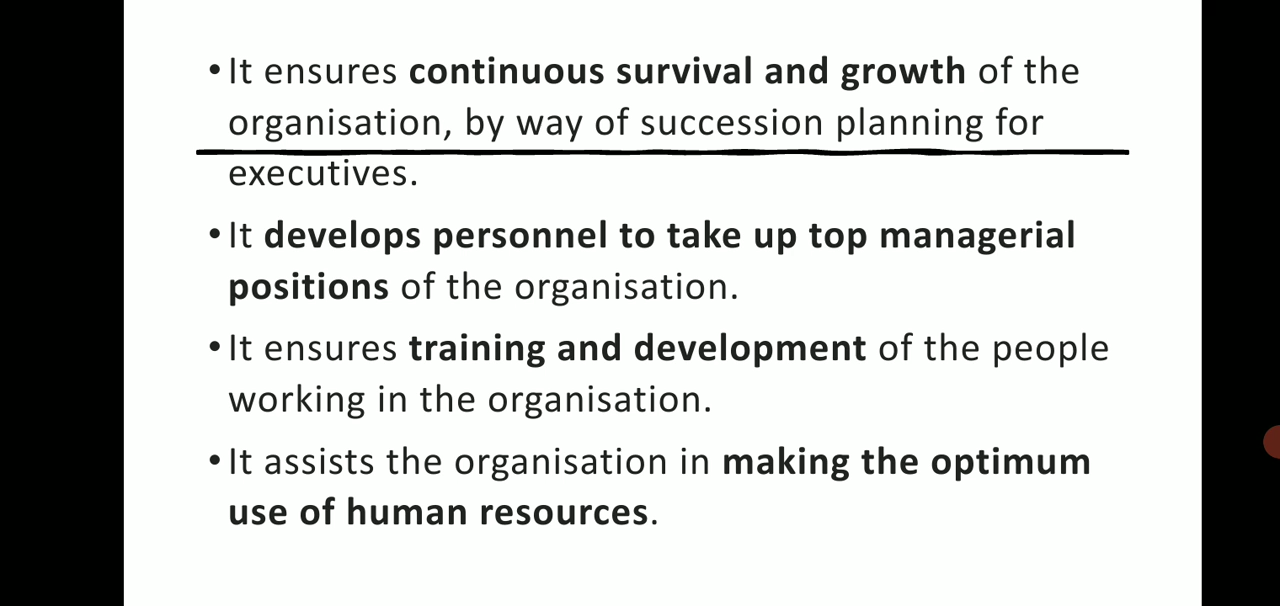 • It ensures continuous survival and growth of the
organisation, by way of succession planning for
executives.
• It develops personnel to take up top managerial
positions of the organisation.
• It ensures training and development of the people
working in the organisation.
• It assists the organisation in making the optimum
use of human resources.